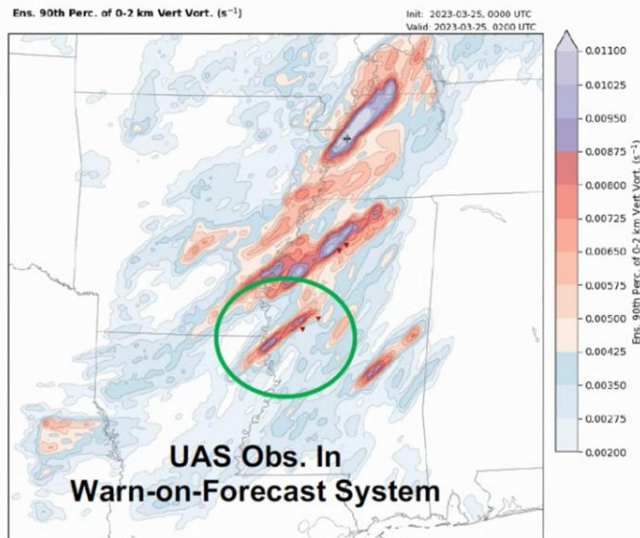 Ens. 90th Perc. of 0-2 km Vert Vort. (s⁻¹)
Init: 2023-03-25, 0000 UTC
Valid: 2023-03-25, 0200 UTC
0.01100
0.01025
0.00950
0.00875
0.00800
0.00725
0.00650
0.00575
0.00500
0.00425
0.00350
0.00275
0.00200
Ens. 90th Perc. of 0-2 km Vert Vort. (s⁻¹)
UAS Obs. In
Warn-on-Forecast System